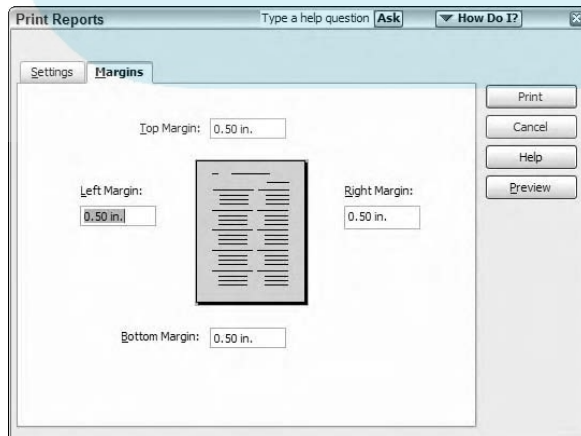 Print Reports Type a help question Ask How Do I?
Settings Margins
Print
Top Margin: 0.50 in. Cancel
Help
Left Margin: Right Margin: Preview
0.50 in. 0.50 in.
Bottom Margin: 0.50 in.